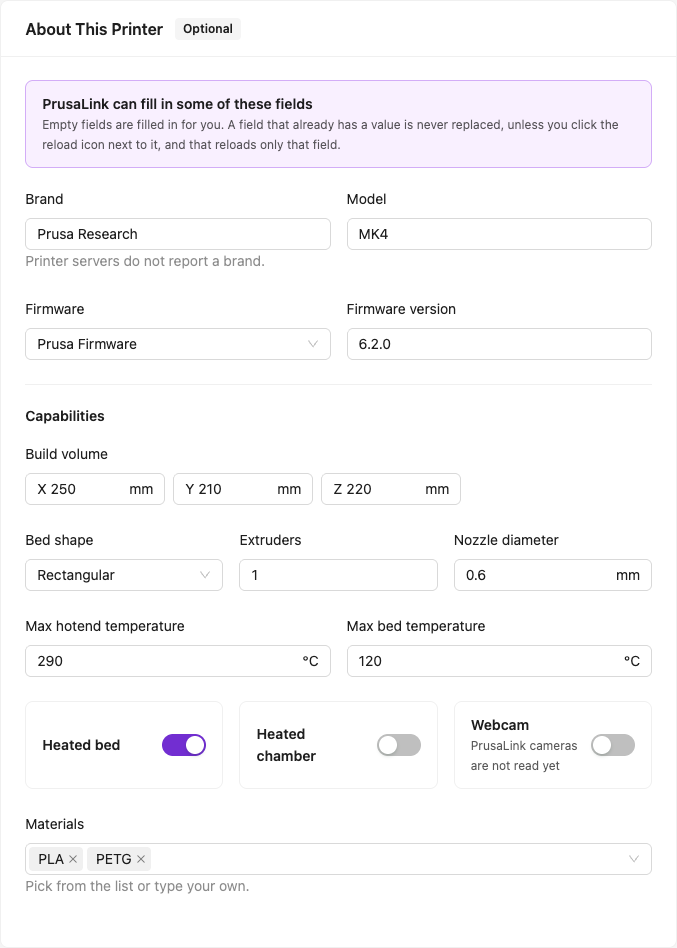 About This Printer Optional
PrusaLink can fill in some of these fields
Empty fields are filled in for you. A field that already has a value is never replaced, unless you click the
reload icon next to it, and that reloads only that field.
Brand Model
Prusa Research MK4
Printer servers do not report a brand.
Firmware Firmware version
Prusa Firmware 6.2.0
Capabilities
Build volume
X 250 mm Y 210 mm Z 220 mm
Bed shape Extruders Nozzle diameter
Rectangular 1 0.6 mm
Max hotend temperature Max bed temperature
290 °C 120 °C
Heated bed
Heated
chamber
Webcam
PrusaLink cameras
are not read yet
Materials
PLA PETG
Pick from the list or type your own.